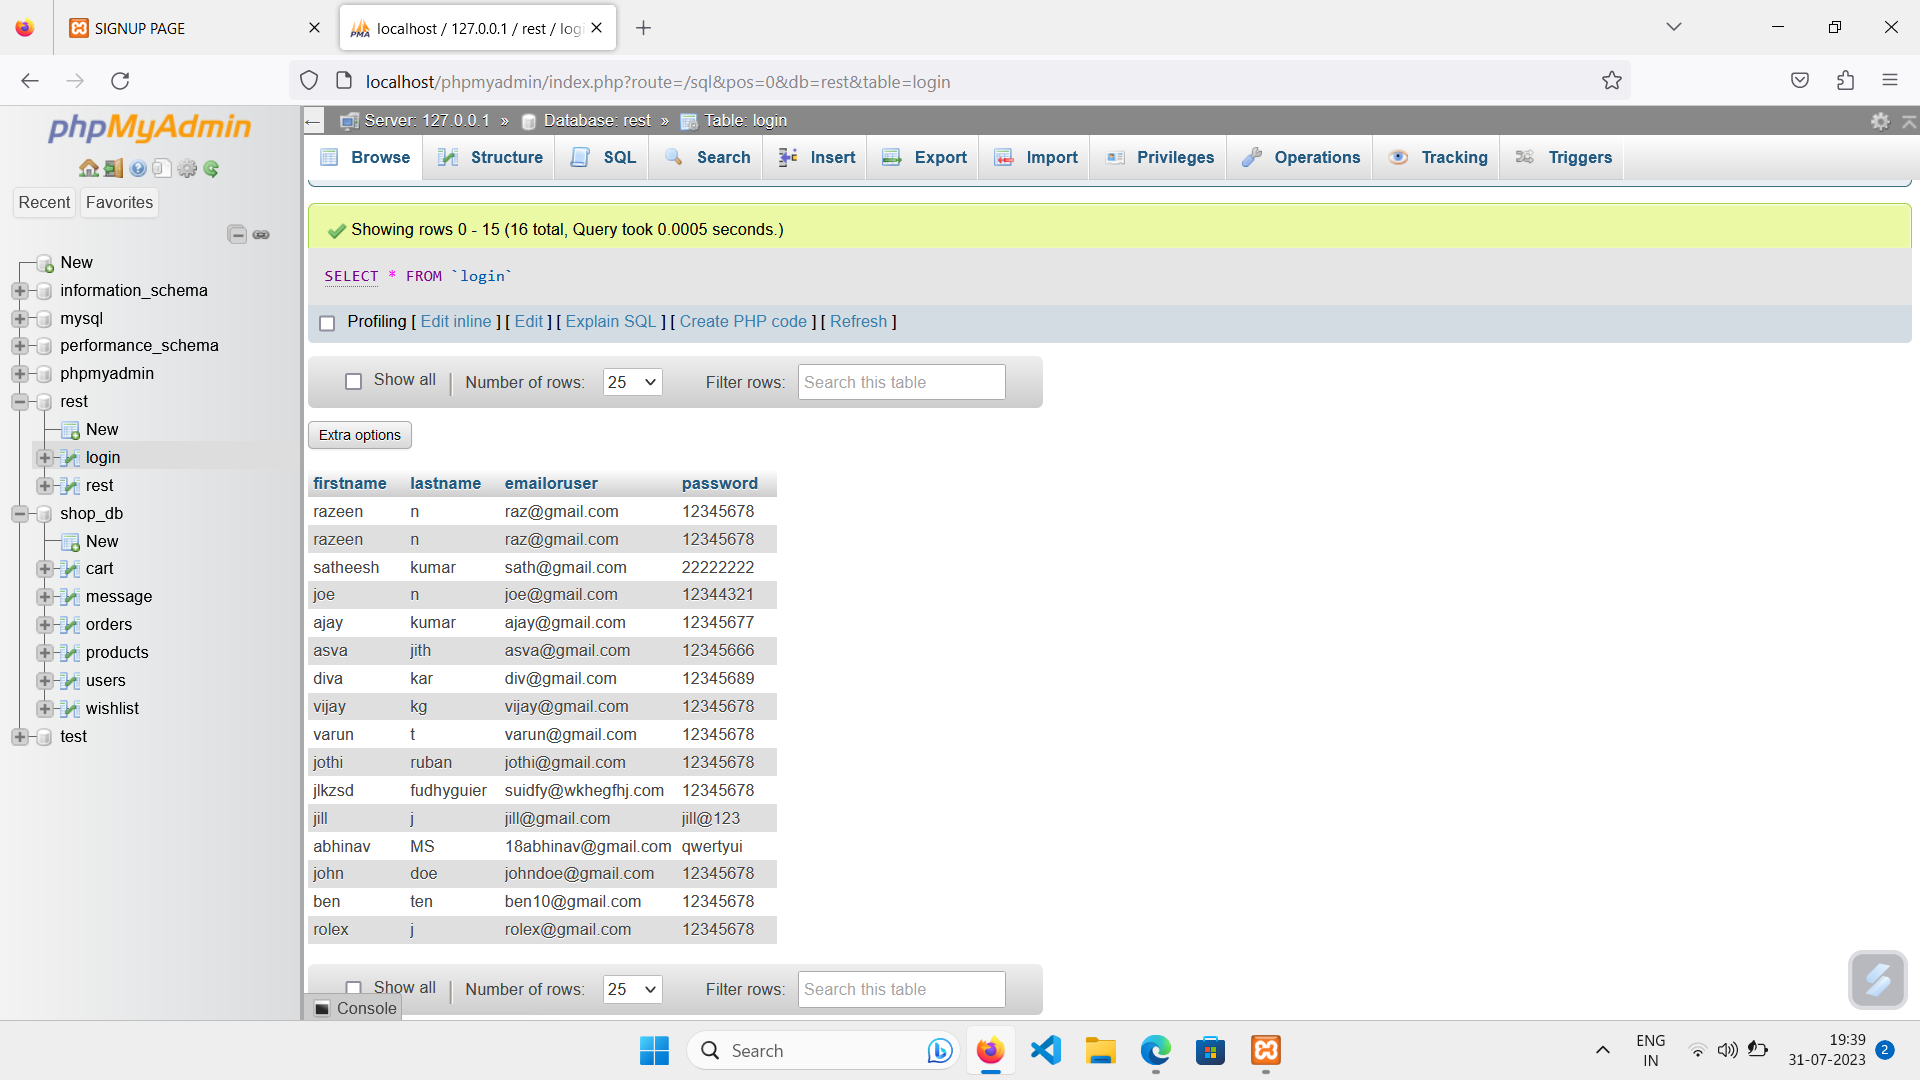 SIGNUP PAGE
localhost / 127.0.0.1 / rest / logi
localhost/phpmyadmin/index.php?route=/sql&pos=0&db=rest&table=login
phpMyAdmin
Recent Favorites
New
information_schema
mysql
performance_schema
phpmyadmin
rest
New
login
rest
shop_db
New
cart
message
orders
products
users
wishlist
test
Server: 127.0.0.1 » Database: rest » Table: login
Browse Structure SQL Search Insert Export Import Privileges Operations Tracking Triggers
Showing rows 0 - 15 (16 total, Query took 0.0005 seconds.)
SELECT * FROM `login`
Profiling [ Edit inline ] [ Edit ] [ Explain SQL ] [ Create PHP code ] [ Refresh ]
Show all | Number of rows: 25 Filter rows: Search this table
Extra options
firstname lastname emailoruser password
razeen n raz@gmail.com 12345678
razeen n raz@gmail.com 12345678
satheesh kumar sath@gmail.com 22222222
joe n joe@gmail.com 12344321
ajay kumar ajay@gmail.com 12345677
asva jith asva@gmail.com 12345666
diva kar div@gmail.com 12345689
vijay kg vijay@gmail.com 12345678
varun t varun@gmail.com 12345678
jothi ruban jothi@gmail.com 12345678
jlkzsd fudhyguier suidfy@wkhegfhj.com 12345678
jill j jill@gmail.com jill@123
abhinav MS 18abhinav@gmail.com qwertyui
john doe johndoe@gmail.com 12345678
ben ten ben10@gmail.com 12345678
rolex j rolex@gmail.com 12345678
Show all | Number of rows: 25 Filter rows: Search this table
Console
Search
ENG
IN
19:39
31-07-2023
2